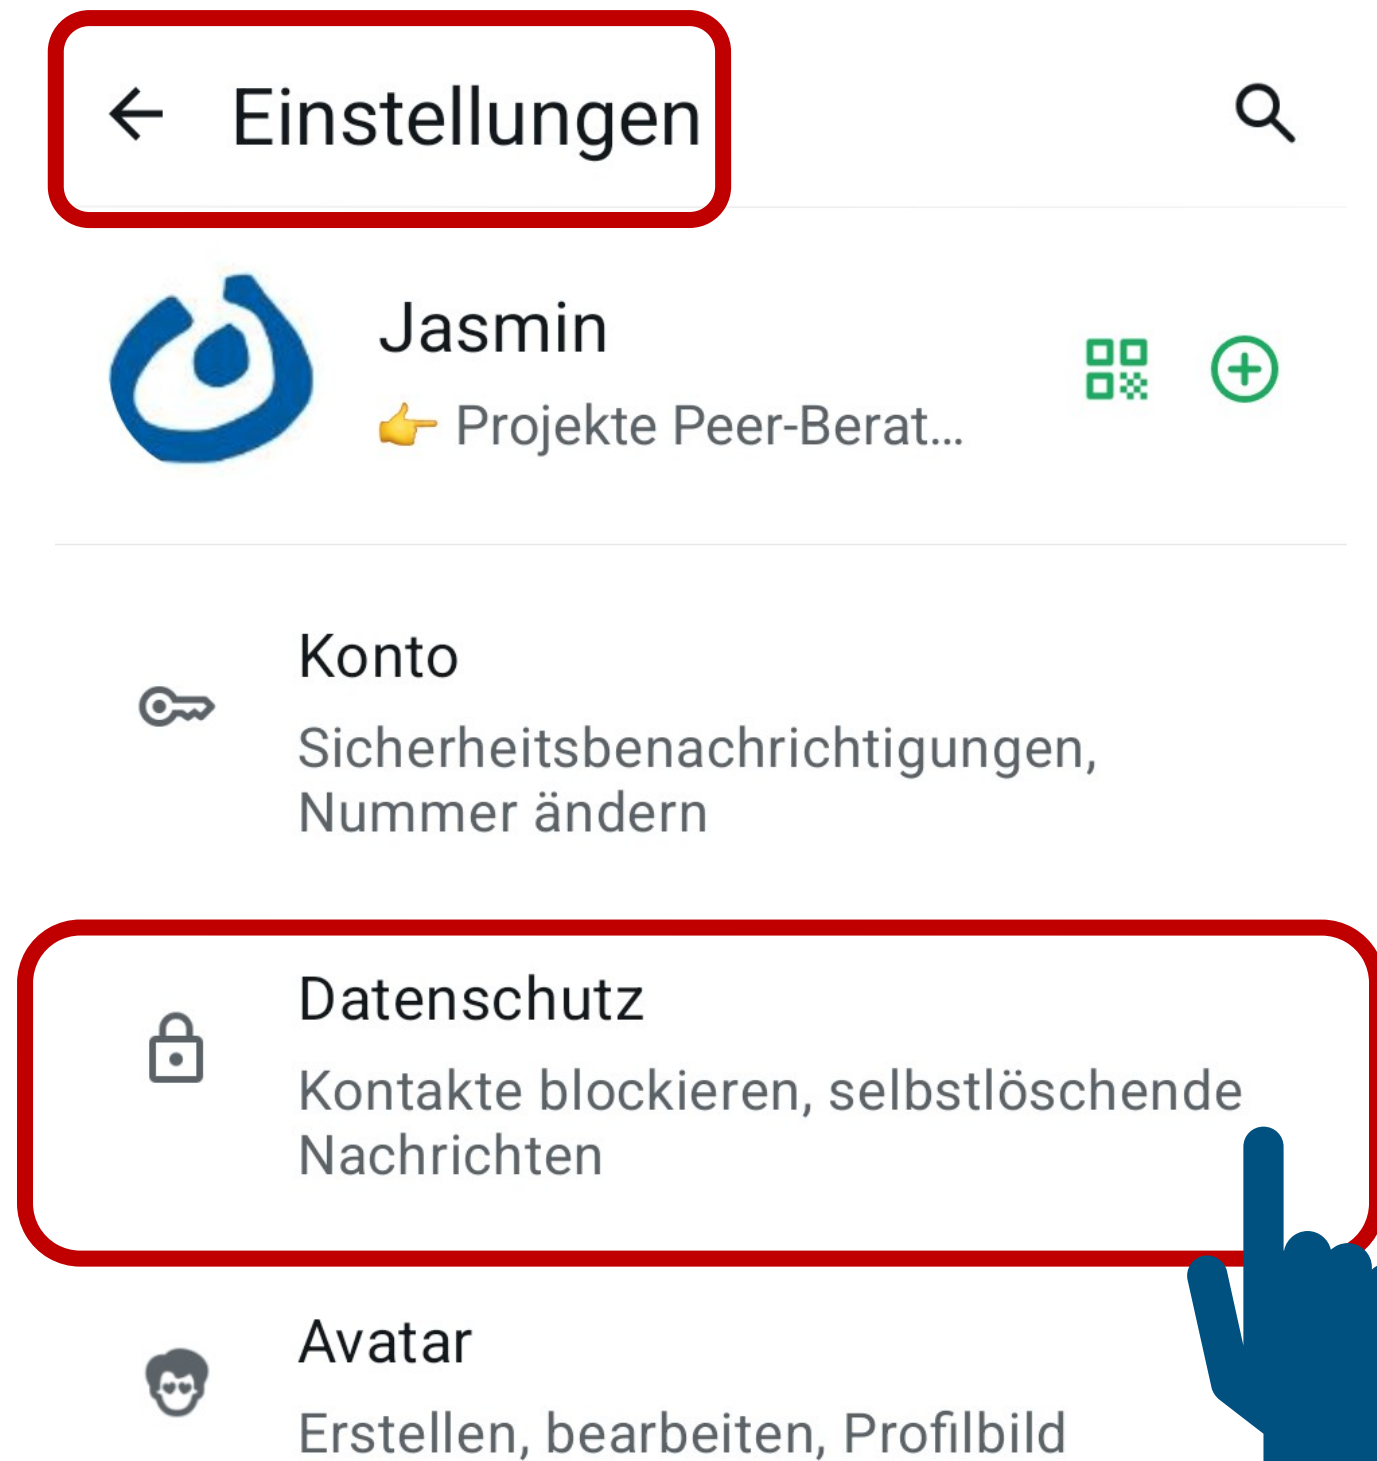 Einstellungen
Jasmin
👉 Projekte Peer-Berat...
Konto
Sicherheitsbenachrichtigungen,
Nummer ändern
Datenschutz
Kontakte blockieren, selbstlöschende
Nachrichten
Avatar
Erstellen, bearbeiten, Profilbild